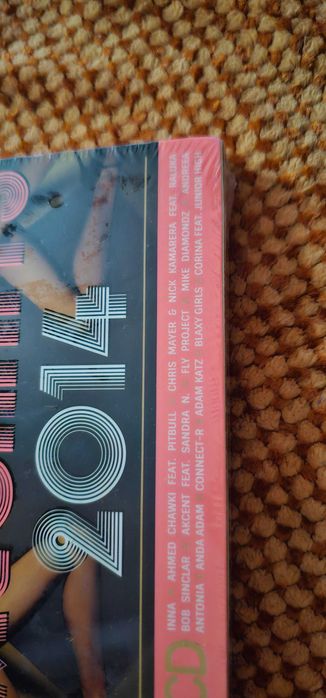 2014
CD
INNA ★ AHMED CHAWKI FEAT. PITBULL ★ CHRIS MAYER & NICK KAMARERA FEAT. RALUKA
BOB SINCLAR ★ AKCENT FEAT. SANDRA N. ★ FLY PROJECT ★ MIKE DIAMONDZ ★ ANDREEA
ANTONIA ★ ANDA ADAM ★ CONNECT-R ★ ADAM KATZ ★ BLAXY GIRLS ★ CORINA FEAT. JUNIOR HIGH